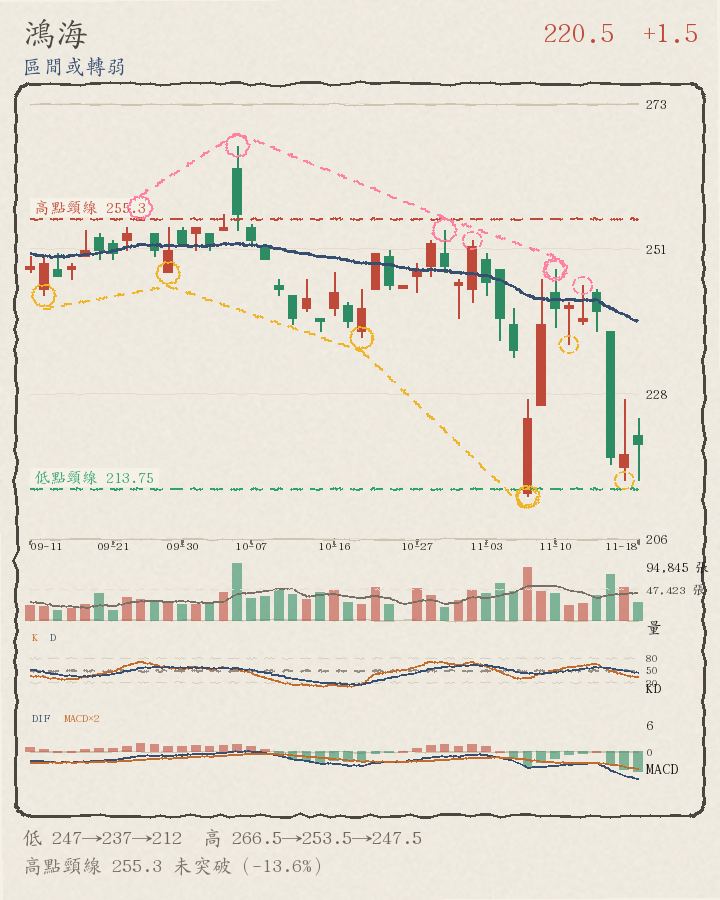 鴻海 220.5 +1.5
區間或轉弱
273
高點頸線 255.3
251
228
低點頸線 213.75
206
09-11 09-21 09-30 10-07 10-16 10-27 11-03 11-10 11-18
94,845 張
47,423 張
量
K D
80
50
20
KD
DIF MACD×2
6
0
MACD
低 247→237→212 高 266.5→253.5→247.5
高點頸線 255.3 未突破 (-13.6%)